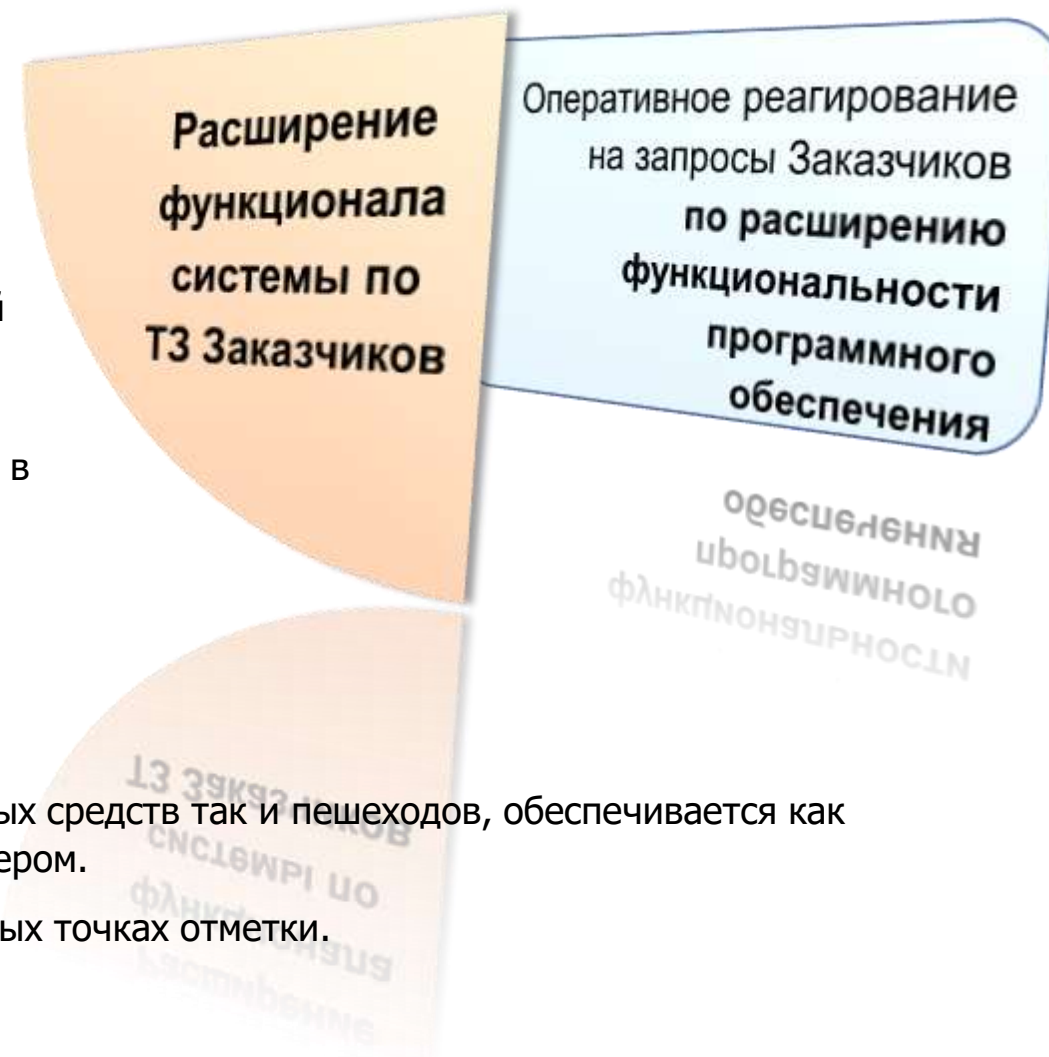 Расширение
функционала
системы по
ТЗ Заказчиков
Оперативное реагирование
на запросы Заказчиков
по расширению
функциональности
программного
обеспечения
й
в
ых средств так и пешеходов, обеспечивается как
ером.
ых точках отметки.